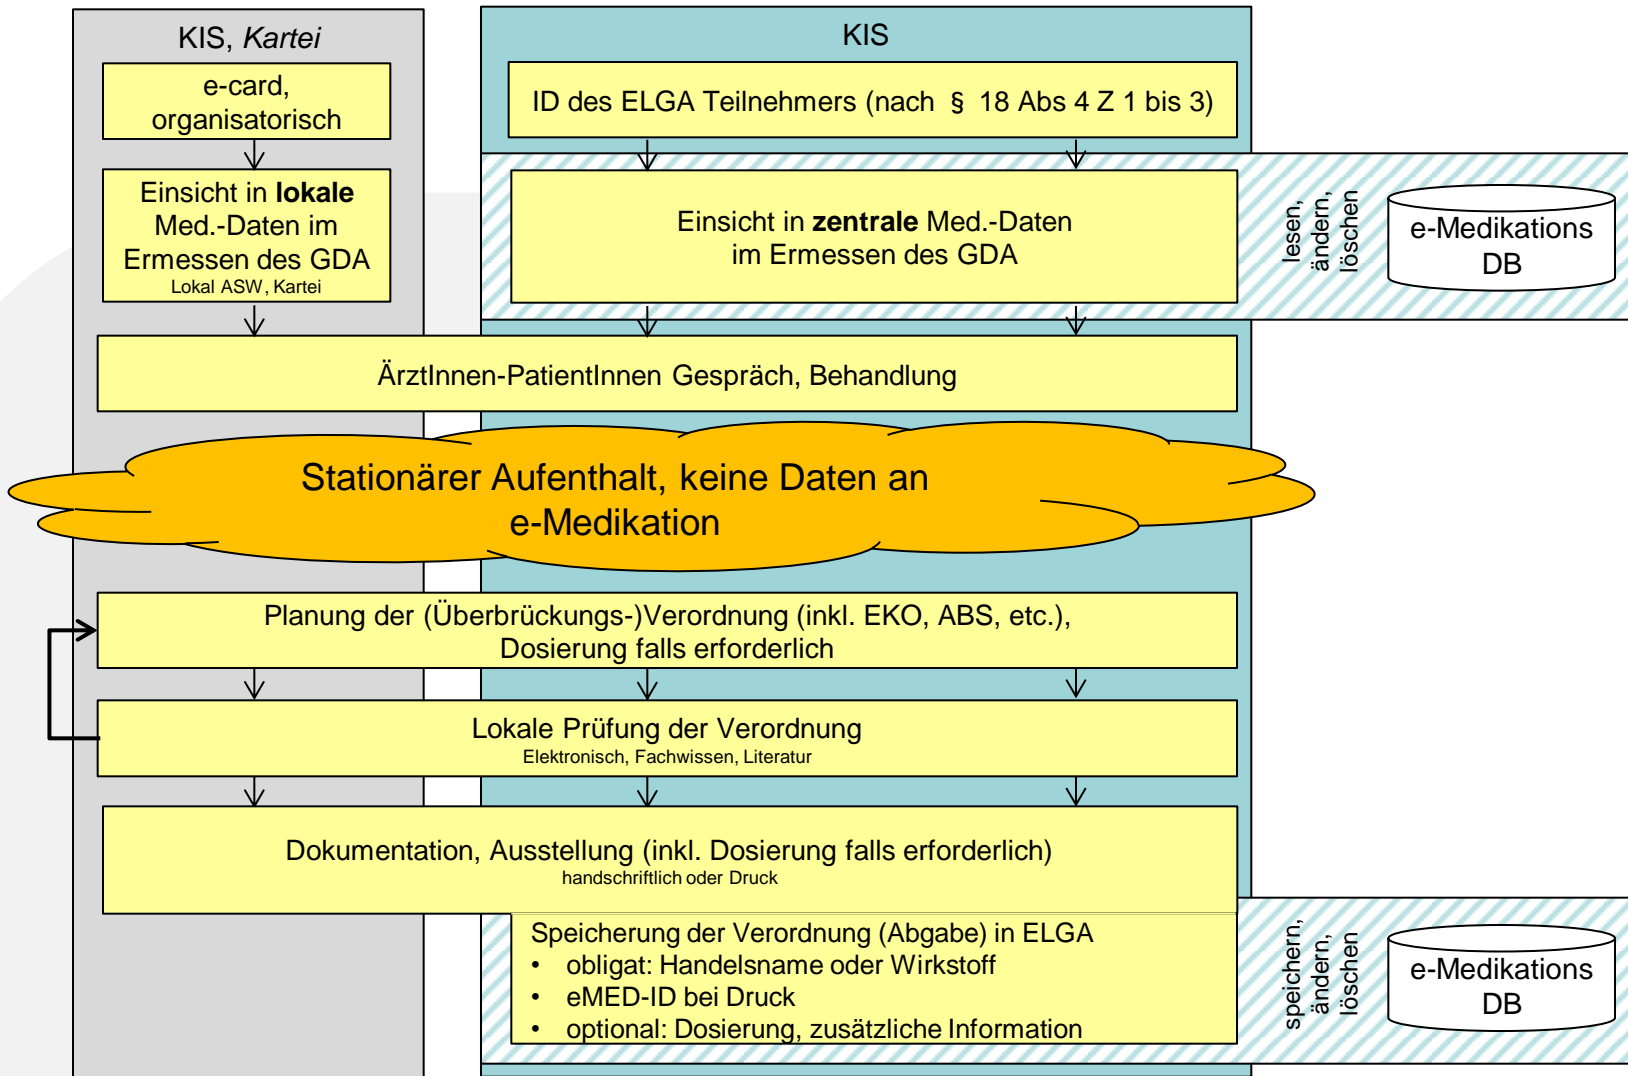 KIS, Kartei
KIS
e-card,
organisatorisch
ID des ELGA Teilnehmers (nach § 18 Abs 4 Z 1 bis 3)
Einsicht in lokale
Med.-Daten im
Ermessen des GDA
Lokal ASW, Kartei
Einsicht in zentrale Med.-Daten
im Ermessen des GDA
lesen,
ändern,
löschen
e-Medikations
DB
ÄrztInnen-PatientInnen Gespräch, Behandlung
Stationärer Aufenthalt, keine Daten an
e-Medikation
Planung der (Überbrückungs-)Verordnung (inkl. EKO, ABS, etc.),
Dosierung falls erforderlich
Lokale Prüfung der Verordnung
Elektronisch, Fachwissen, Literatur
Dokumentation, Ausstellung (inkl. Dosierung falls erforderlich)
handschriftlich oder Druck
Speicherung der Verordnung (Abgabe) in ELGA
• obligat: Handelsname oder Wirkstoff
• eMED-ID bei Druck
• optional: Dosierung, zusätzliche Information
speichern,
ändern,
löschen
e-Medikations
DB